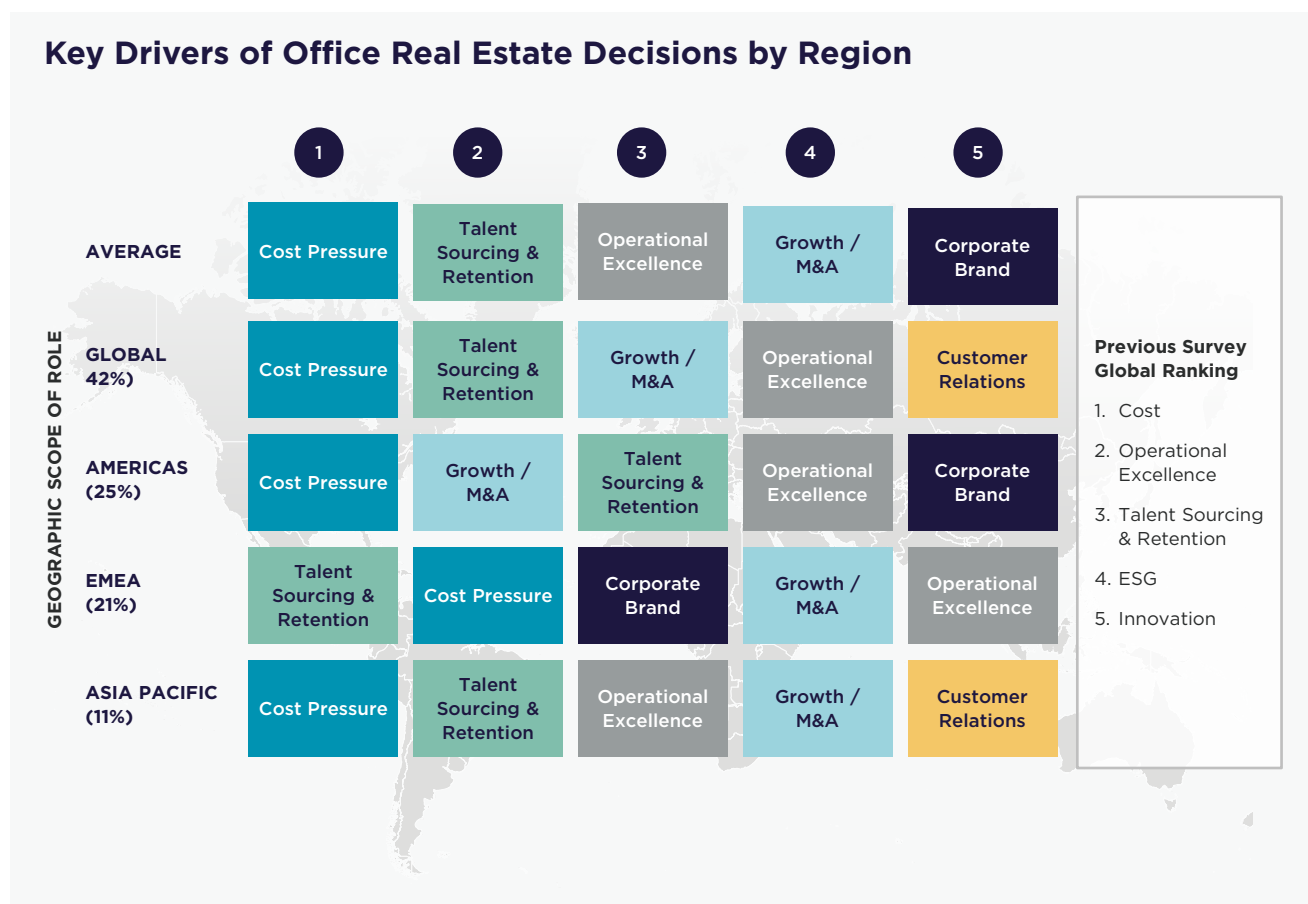 Key Drivers of Office Real Estate Decisions by Region
1
2
3
4
5
GEOGRAPHIC SCOPE OF ROLE
AVERAGE
Cost Pressure
Talent
Sourcing &
Retention
Operational
Excellence
Growth /
M&A
Corporate
Brand
GLOBAL
42%)
Cost Pressure
Talent
Sourcing &
Retention
Growth /
M&A
Operational
Excellence
Customer
Relations
AMERICAS
(25%)
Cost Pressure
Growth /
M&A
Talent
Sourcing &
Retention
Operational
Excellence
Corporate
Brand
EMEA
(21%)
Talent
Sourcing &
Retention
Cost Pressure
Corporate
Brand
Growth /
M&A
Operational
Excellence
ASIA PACIFIC
(11%)
Cost Pressure
Talent
Sourcing &
Retention
Operational
Excellence
Growth /
M&A
Customer
Relations
Previous Survey
Global Ranking
1. Cost
2. Operational
Excellence
3. Talent Sourcing
& Retention
4. ESG
5. Innovation